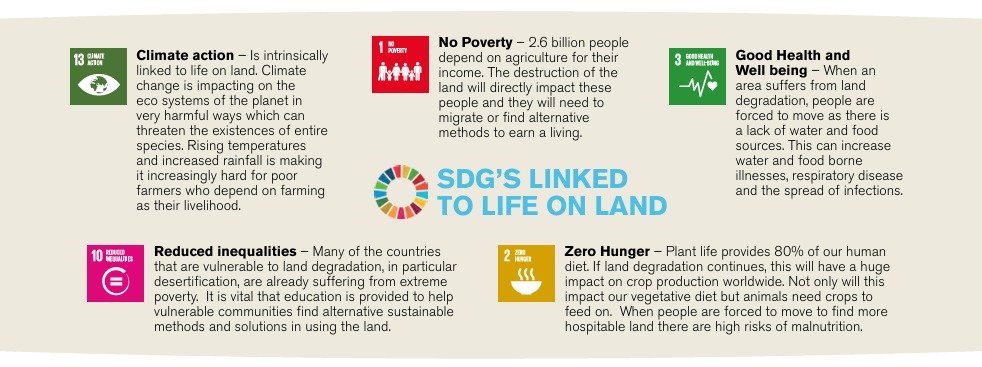 13 CLIMATE
ACTION
Climate action – Is intrinsically
linked to life on land. Climate
change is impacting on the
eco systems of the planet in
very harmful ways which can
threaten the existences of entire
species. Rising temperatures
and increased rainfall is making
it increasingly hard for poor
farmers who depend on farming
as their livelihood.
1 NO
POVERTY
No Poverty – 2.6 billion people
depend on agriculture for their
income. The destruction of the
land will directly impact these
people and they will need to
migrate or find alternative
methods to earn a living.
3 GOOD HEALTH
AND WELL-BEING
Good Health and
Well being – When an
area suffers from land
degradation, people are
forced to move as there is
a lack of water and food
sources. This can increase
water and food borne
illnesses, respiratory disease
and the spread of infections.
SDG'S LINKED
TO LIFE ON LAND
10 REDUCED
INEQUALITIES
Reduced inequalities – Many of the countries
that are vulnerable to land degradation, in particular
desertification, are already suffering from extreme
poverty. It is vital that education is provided to help
vulnerable communities find alternative sustainable
methods and solutions in using the land.
2 ZERO
HUNGER
Zero Hunger – Plant life provides 80% of our human
diet. If land degradation continues, this will have a huge
impact on crop production worldwide. Not only will this
impact our vegetative diet but animals need crops to
feed on. When people are forced to move to find more
hospitable land there are high risks of malnutrition.